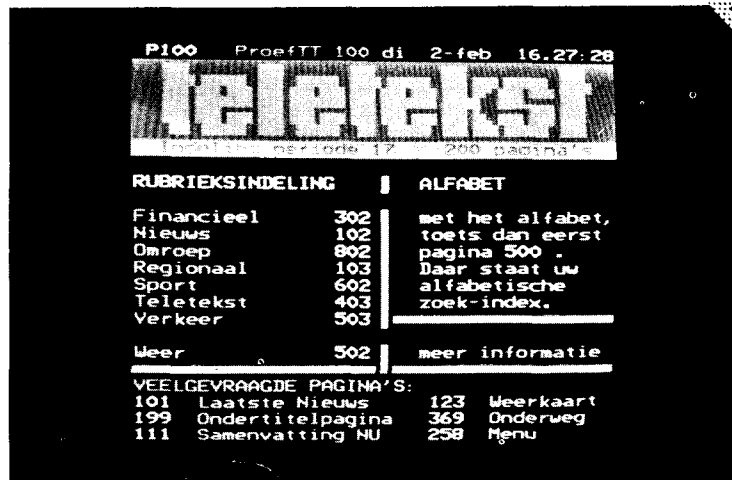 P100 ProefTT 100 di 2-feb 16.27:28
teletekst
Indeling periode 17 200 pagina's
RUBRIEKSINDELING
Financieel 302
Nieuws 102
Omroep 802
Regionaal 103
Sport 602
Teletekst 403
Verkeer 503
Weer 502
ALFABET
met het alfabet,
toets dan eerst
pagina 500 .
Daar staat uw
alfabetische
zoek-index.
meer informatie
VEELGEVRAAGDE PAGINA'S:
101 Laatste Nieuws 123 Weerkaart
199 Ondertitelpagina 369 Onderweg
111 Samenvatting NU 258 Menu